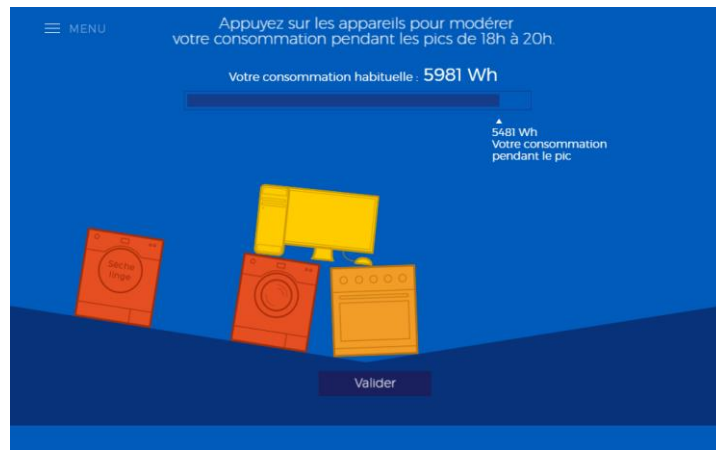 MENU
Appuyez sur les appareils pour modérer
votre consommation pendant les pics de 18h à 20h.
Votre consommation habituelle : 5981 Wh
5481 Wh
Votre consommation
pendant le pic
Sèche
linge
Valider